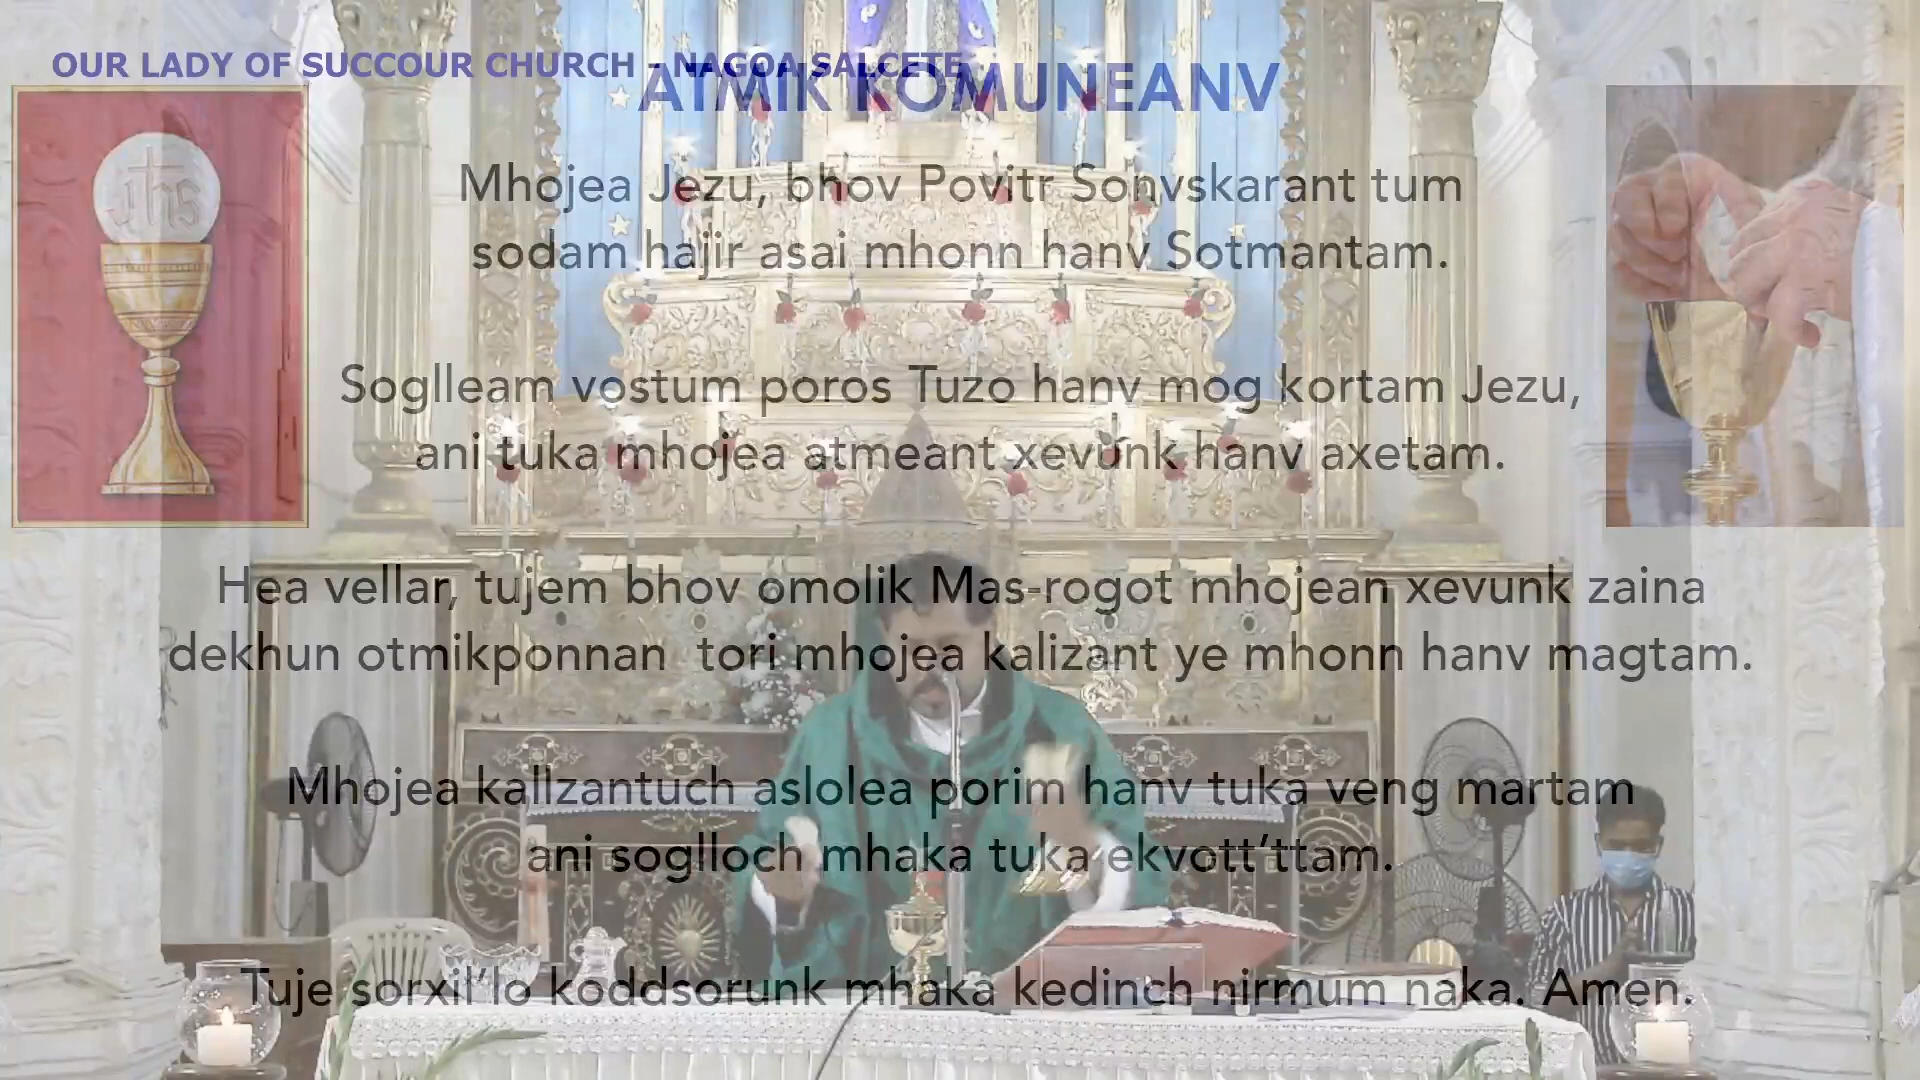 OUR LADY OF SUCCOUR CHURCH - NAGOA SALCETE
ATMIK KOMUNEANV
Jhs
Mhojea Jezu, bhov Povitr Sonvskarant tum
sodam hajir asai mhonn hanv Sotmantam.
Soglleam vostum poros Tuzo hanv mog kortam Jezu,
ani tuka mhojea atmeant xevunk hanv axetam.
Hea vellar, tujem bhov omolik Mas-rogot mhojean xevunk zaina
dekhun otmikponnan tori mhojea kalizant ye mhonn hanv magtam.
Mhojea kalizantuch aslolea porim hanv tuka veng martam
ani soglloch mhaka tuka ekvott'ttam.
Tuje sorxil'lo koddsorunk mhaka kedinch nirmum naka. Amen.